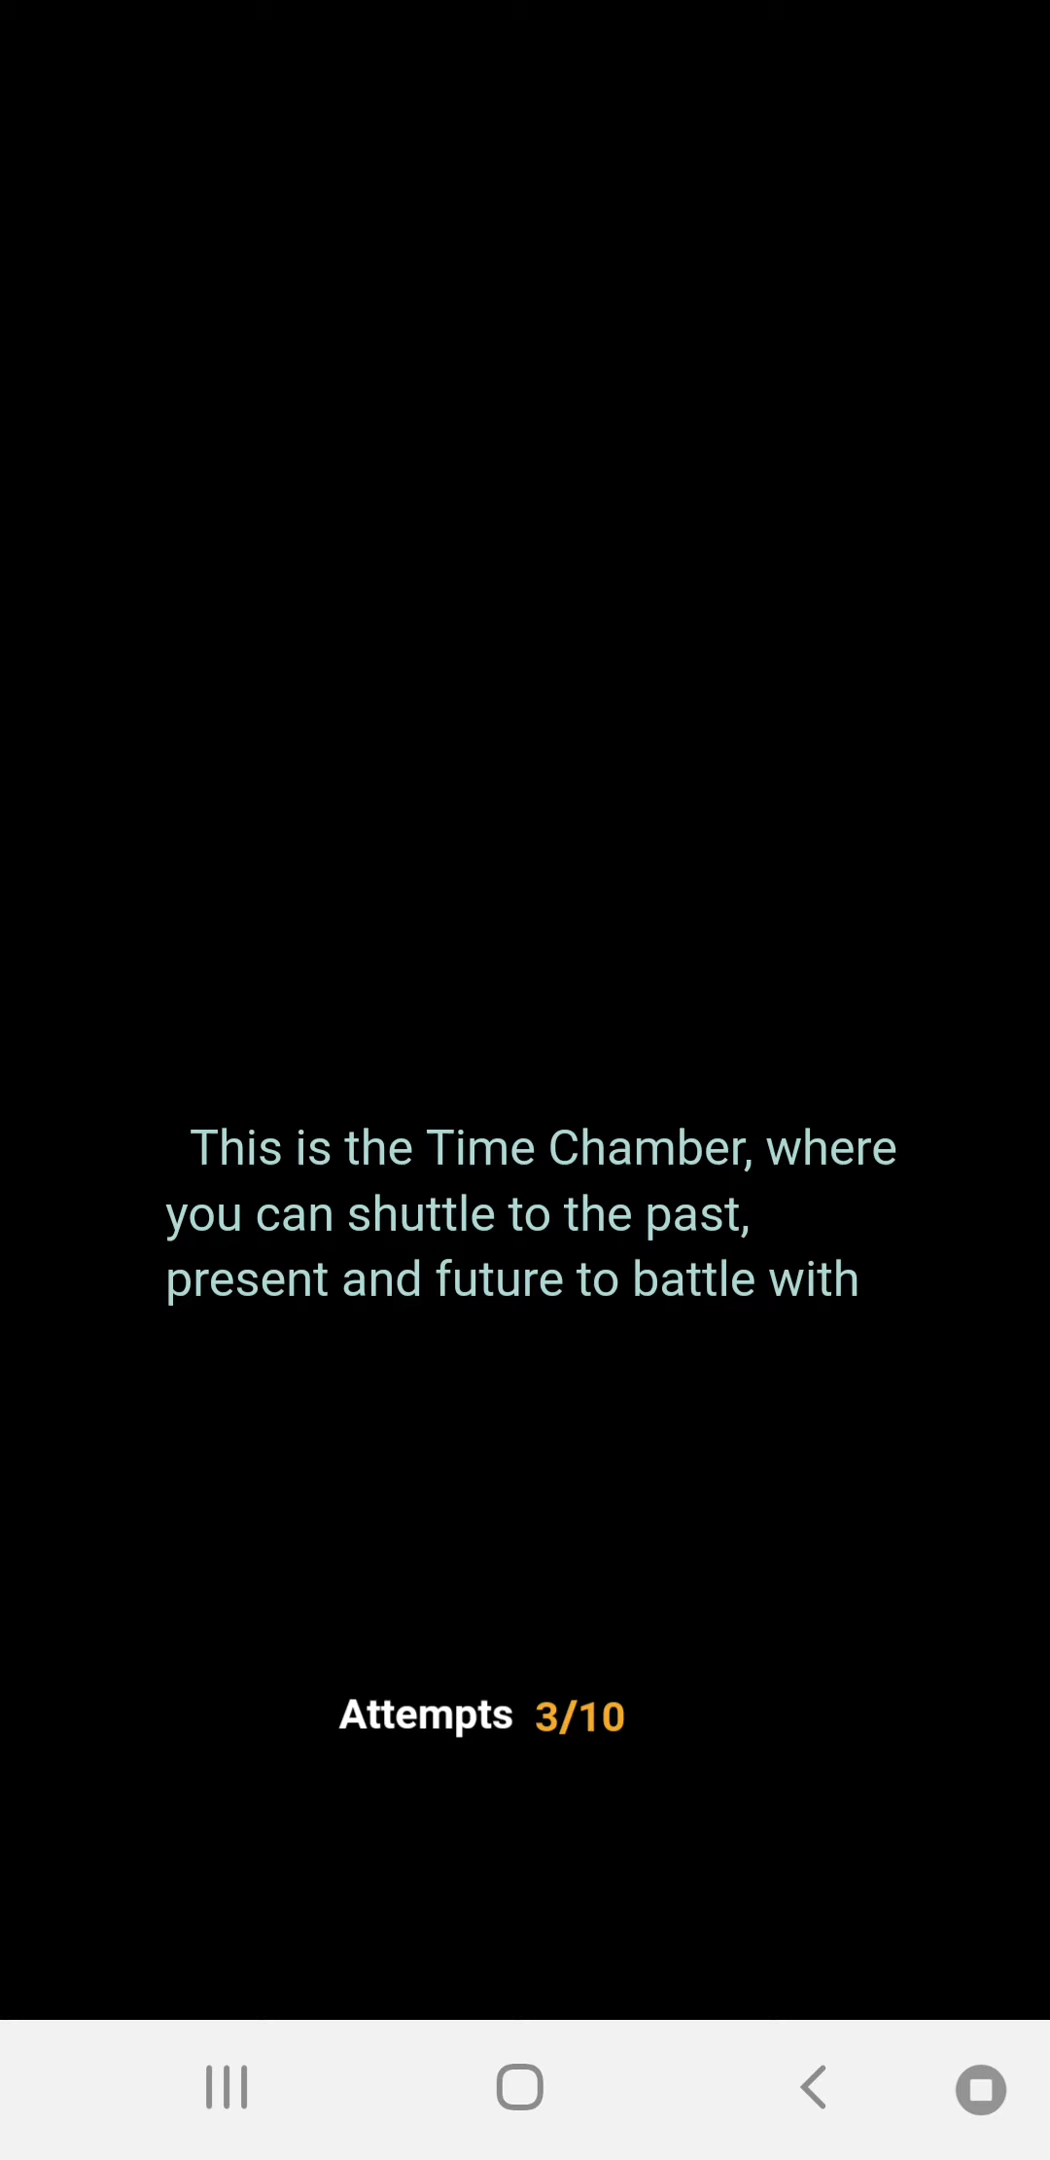 This is the Time Chamber, where
you can shuttle to the past,
present and future to battle with
Attempts 3/10